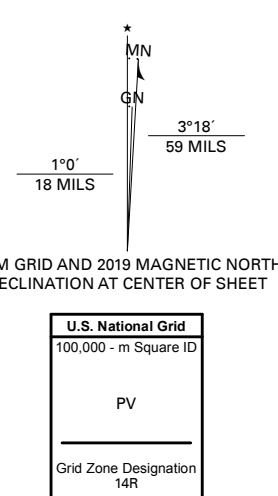 MN
GN
3°18´
59 MILS
1°0´
18 MILS
M GRID AND 2019 MAGNETIC NORTH
ECLINATION AT CENTER OF SHEET
U.S. National Grid
100,000 - m Square ID
PV
Grid Zone Designation
14R